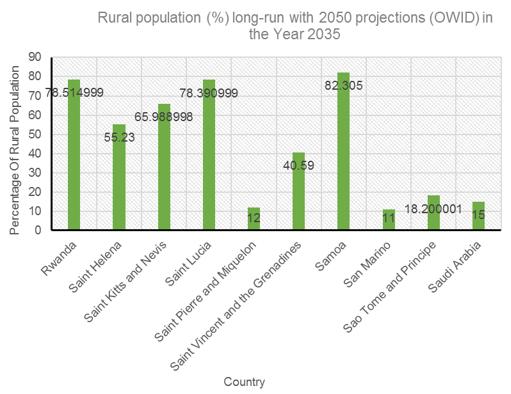 Rural population (%) long-run with 2050 projections (OWID) in
the Year 2035
Percentage Of Rural Population
90
80
70
60
50
40
30
20
10
0
78.514999
55.23
65.988998
78.390999
12
40.59
82.305
11
18.200001
15
Rwanda
Saint Helena
Saint Kitts and Nevis
Saint Lucia
Saint Pierre and Miquelon
Saint Vincent and the Grenadines
Samoa
San Marino
Sao Tome and Principe
Saudi Arabia
Country